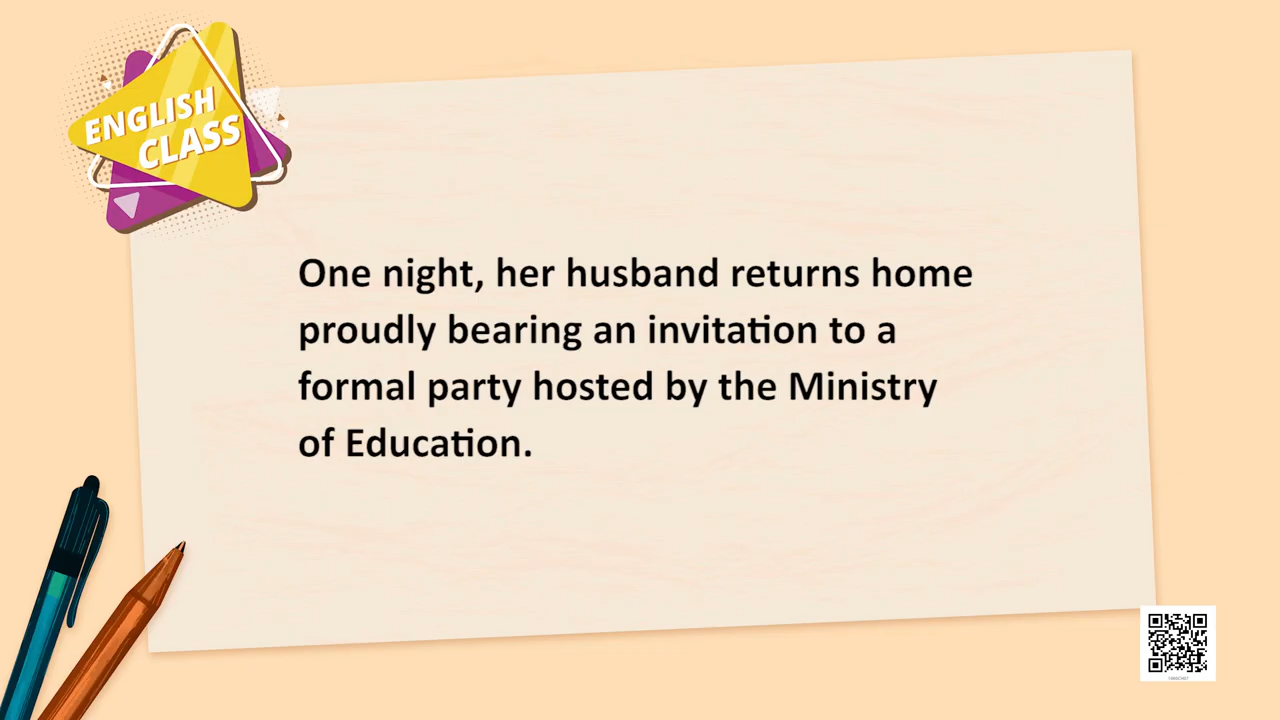 ENGLISH
CLASS
One night, her husband returns home
proudly bearing an invitation to a
formal party hosted by the Ministry
of Education.